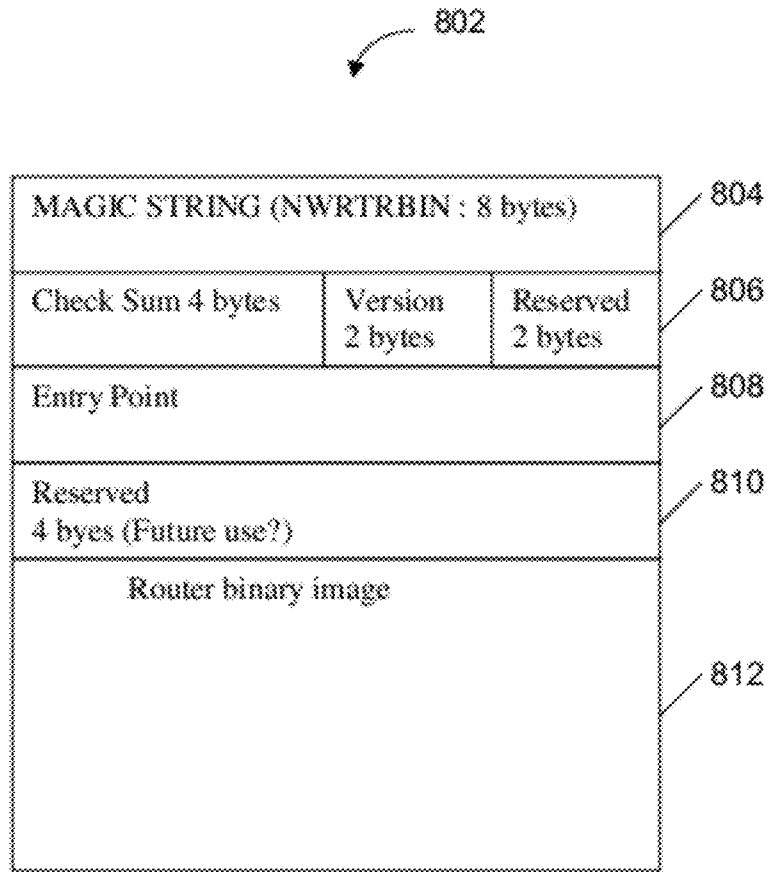 802
MAGIC STRING (NWRTRBIN : 8 bytes)
804
Check Sum 4 bytes
Version
2 bytes
Reserved
2 bytes
806
Entry Point
808
Reserved
4 byes (Future use?)
810
Router binary image
812